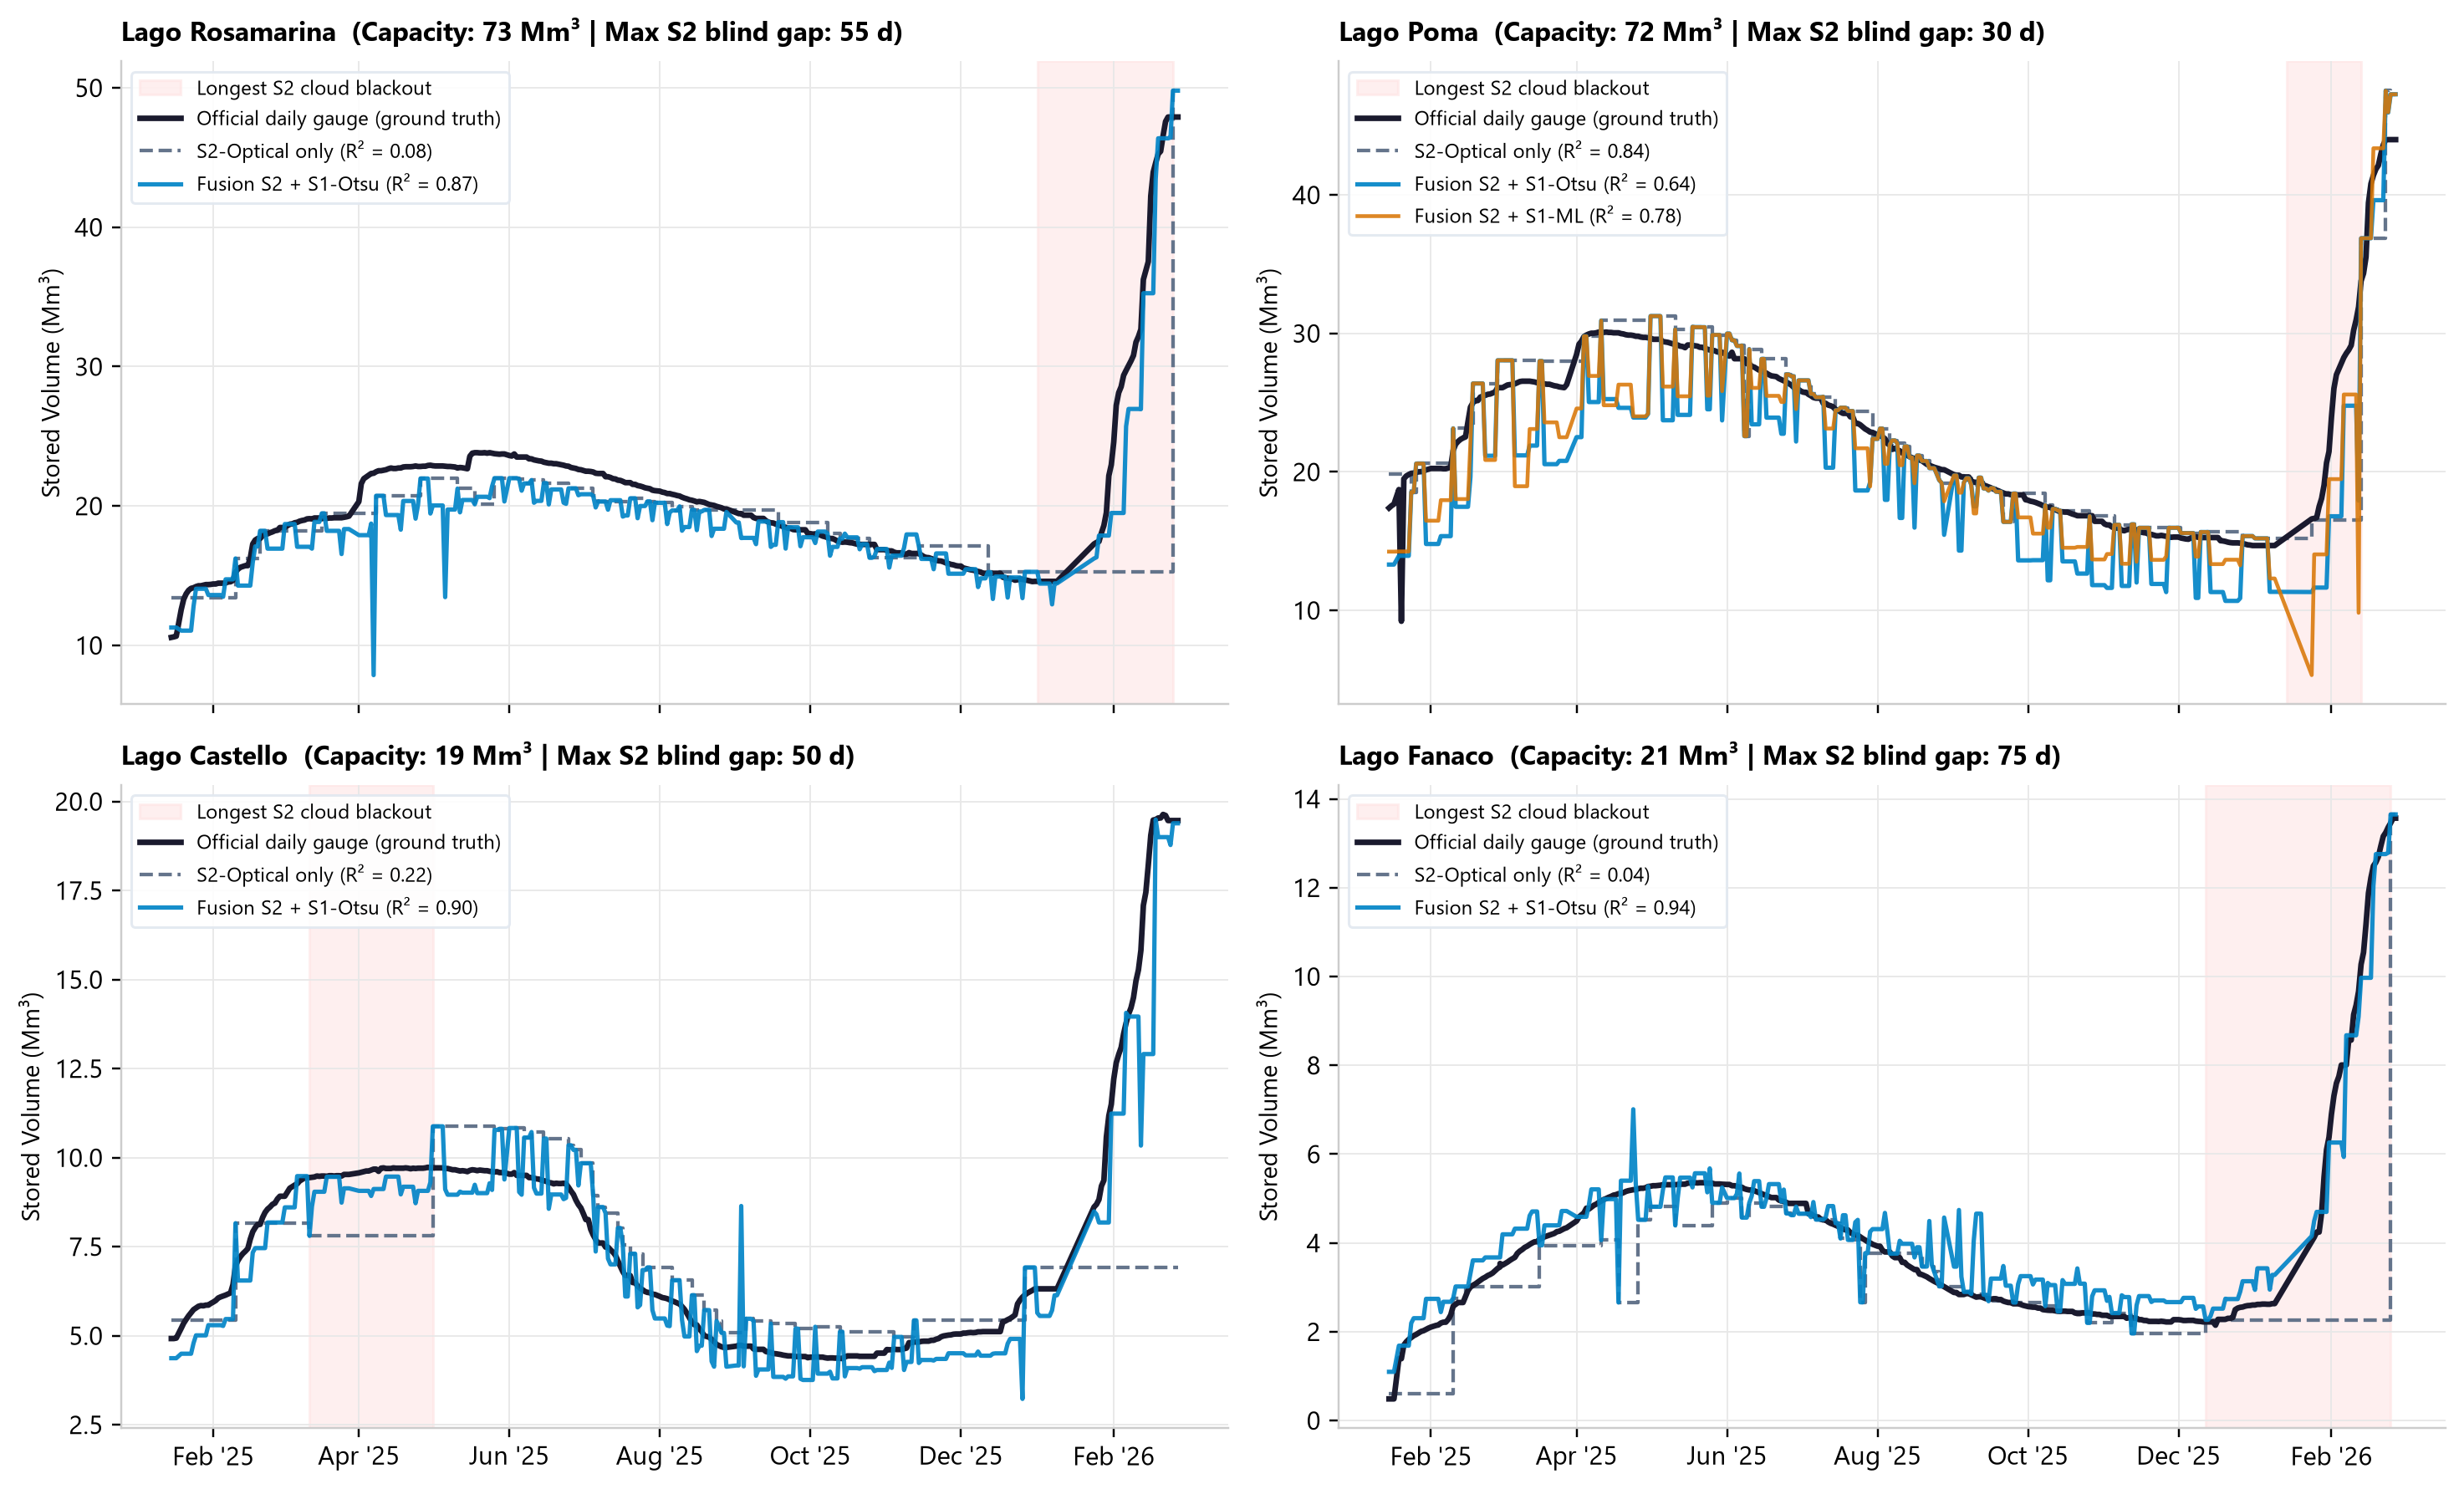 Lago Rosamarina (Capacity: 73 Mm³ | Max S2 blind gap: 55 d)
Stored Volume (Mm³)
50
40
30
20
10
Longest S2 cloud blackout
Official daily gauge (ground truth)
S2-Optical only (R² = 0.08)
Fusion S2 + S1-Otsu (R² = 0.87)
Lago Poma (Capacity: 72 Mm³ | Max S2 blind gap: 30 d)
Stored Volume (Mm³)
40
30
20
10
Longest S2 cloud blackout
Official daily gauge (ground truth)
S2-Optical only (R² = 0.84)
Fusion S2 + S1-Otsu (R² = 0.64)
Fusion S2 + S1-ML (R² = 0.78)
Lago Castello (Capacity: 19 Mm³ | Max S2 blind gap: 50 d)
Stored Volume (Mm³)
20.0
17.5
15.0
12.5
10.0
7.5
5.0
2.5
Longest S2 cloud blackout
Official daily gauge (ground truth)
S2-Optical only (R² = 0.22)
Fusion S2 + S1-Otsu (R² = 0.90)
Feb '25 Apr '25 Jun '25 Aug '25 Oct '25 Dec '25 Feb '26
Lago Fanaco (Capacity: 21 Mm³ | Max S2 blind gap: 75 d)
Stored Volume (Mm³)
14
12
10
8
6
4
2
0
Longest S2 cloud blackout
Official daily gauge (ground truth)
S2-Optical only (R² = 0.04)
Fusion S2 + S1-Otsu (R² = 0.94)
Feb '25 Apr '25 Jun '25 Aug '25 Oct '25 Dec '25 Feb '26